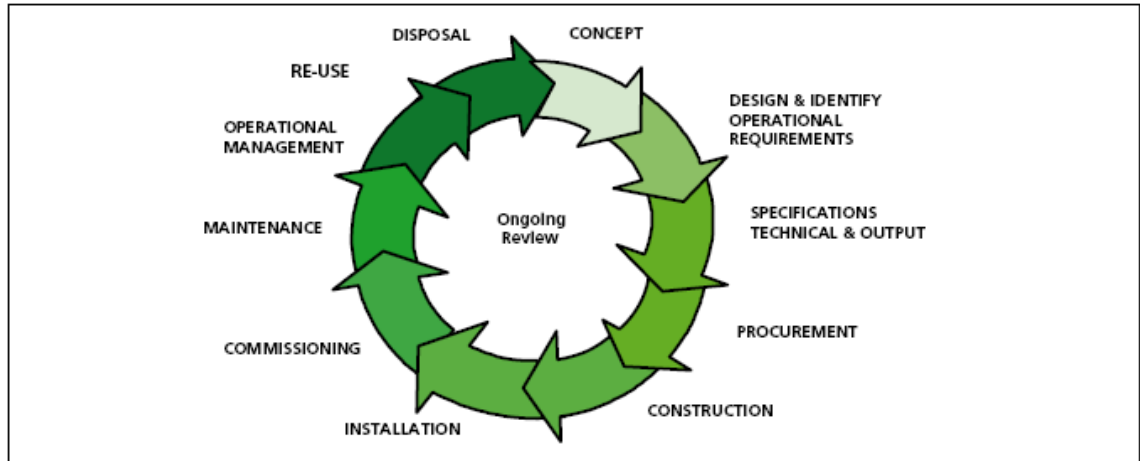 DISPOSAL
CONCEPT
RE-USE
DESIGN & IDENTIFY
OPERATIONAL
REQUIREMENTS
OPERATIONAL
MANAGEMENT
SPECIFICATIONS
TECHNICAL & OUTPUT
MAINTENANCE
Ongoing
Review
PROCUREMENT
COMMISSIONING
CONSTRUCTION
INSTALLATION